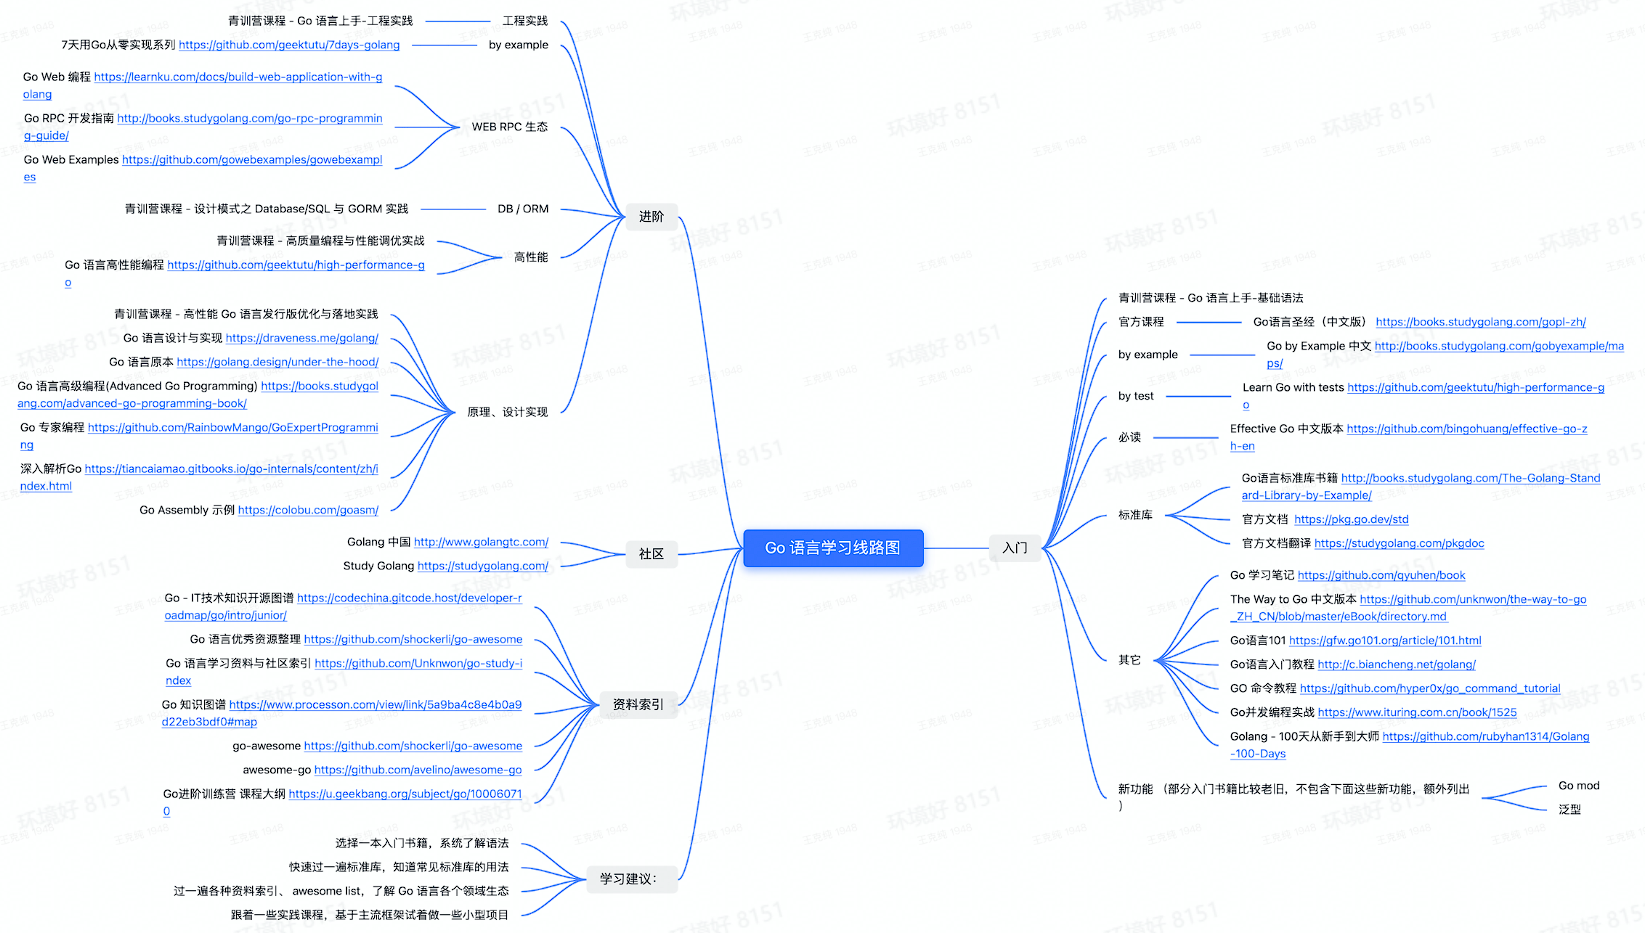 青训营课程 - Go 语言上手-工程实践
工程实践
7天用Go从零实现系列 https://github.com/geektutu/7days-golang
by example
Go Web 编程 https://learnku.com/docs/build-web-application-with-g
olang
Go RPC 开发指南 http://books.studygolang.com/go-rpc-programmin
g-guide/
Go Web Examples https://github.com/gowebexamples/gowebexampl
es
WEB RPC 生态
青训营课程 - 设计模式之 Database/SQL 与 GORM 实践
DB / ORM
青训营课程 - 高质量编程与性能调优实战
Go 语言高性能编程 https://github.com/geektutu/high-performance-g
o
高性能
青训营课程 - 高性能 Go 语言发行版优化与落地实践
Go 语言设计与实现 https://draveness.me/golang/
Go 语言原本 https://golang.design/under-the-hood/
Go 语言高级编程(Advanced Go Programming) https://books.studygol
ang.com/advanced-go-programming-book/
Go 专家编程 https://github.com/RainbowMango/GoExpertProgrammi
ng
深入解析Go https://tiancaiamao.gitbooks.io/go-internals/content/zh/i
ndex.html
Go Assembly 示例 https://colobu.com/goasm/
原理、设计实现
进阶
Golang 中国 http://www.golangtc.com/
Study Golang https://studygolang.com/
社区
Go - IT技术知识开源图谱 https://codechina.gitcode.host/developer-r
oadmap/go/intro/junior/
Go 语言优秀资源整理 https://github.com/shockerli/go-awesome
Go 语言学习资料与社区索引 https://github.com/Unknwon/go-study-i
ndex
Go 知识图谱 https://www.processon.com/view/link/5a9ba4c8e4b0a9
d22eb3bdf0#map
go-awesome https://github.com/shockerli/go-awesome
awesome-go https://github.com/avelino/awesome-go
Go进阶训练营 课程大纲 https://u.geekbang.org/subject/go/10006071
0
资料索引
选择一本入门书籍，系统了解语法
快速过一遍标准库，知道常见标准库的用法
过一遍各种资料索引、 awesome list，了解 Go 语言各个领域生态
跟着一些实践课程，基于主流框架试着做一些小型项目
学习建议：
Go 语言学习线路图
入门
青训营课程 - Go 语言上手-基础语法
官方课程
Go语言圣经（中文版） https://books.studygolang.com/gopl-zh/
by example
Go by Example 中文 http://books.studygolang.com/gobyexample/ma
ps/
by test
Learn Go with tests https://github.com/geektutu/high-performance-g
o
必读
Effective Go 中文版本 https://github.com/bingohuang/effective-go-z
h-en
标准库
Go语言标准库书籍 http://books.studygolang.com/The-Golang-Stand
ard-Library-by-Example/
官方文档 https://pkg.go.dev/std
官方文档翻译 https://studygolang.com/pkgdoc
其它
Go 学习笔记 https://github.com/qyuhen/book
The Way to Go 中文版本 https://github.com/unknwon/the-way-to-go
_ZH_CN/blob/master/eBook/directory.md
Go语言101 https://gfw.go101.org/article/101.html
Go语言入门教程 http://c.biancheng.net/golang/
GO 命令教程 https://github.com/hyper0x/go_command_tutorial
Go并发编程实战 https://www.ituring.com.cn/book/1525
Golang - 100天从新手到大师 https://github.com/rubyhan1314/Golang
-100-Days
新功能 （部分入门书籍比较老旧，不包含下面这些新功能，额外列出
）
Go mod
泛型
环境好 8151